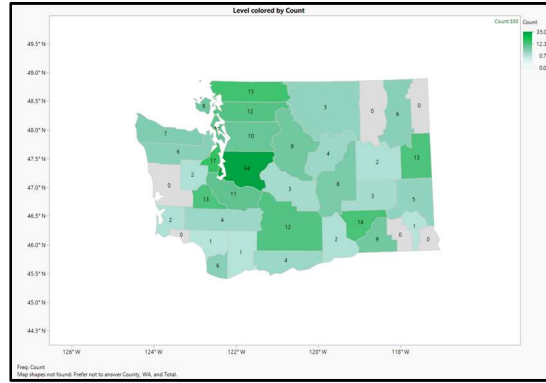 Level colored by Count
Count:550
Count
35.0
12.3
0.7
0.0
49.5° N
49.0° N
48.5° N
48.0° N
47.5° N
47.0° N
46.5° N
46.0° N
45.5° N
45.0° N
44.5° N
15
5
0
6
0
9
12
10
7
6
9
4
2
13
17
34
2
0
3
8
3
5
11
13
12
14
2
4
0
1
1
4
2
9
0
1
0
6
126° W
124° W
122° W
120° W
118° W
Freq: Count
Map shapes not found: Prefer not to answer County, WA, and Total.